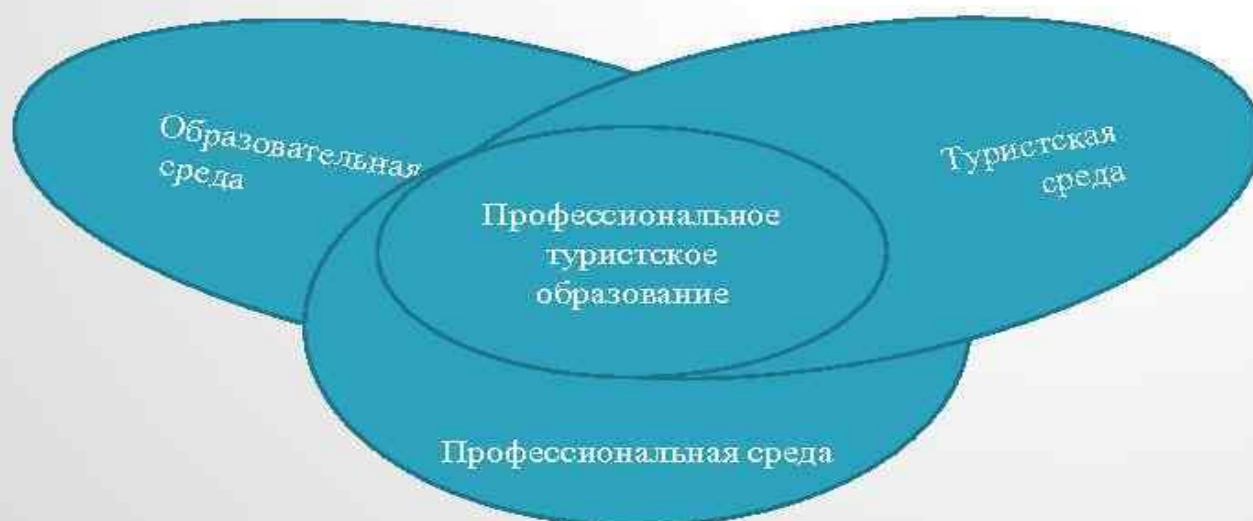 Образовательная
среда
Туристская
среда
Профессиональное
туристское
образование
Профессиональная среда